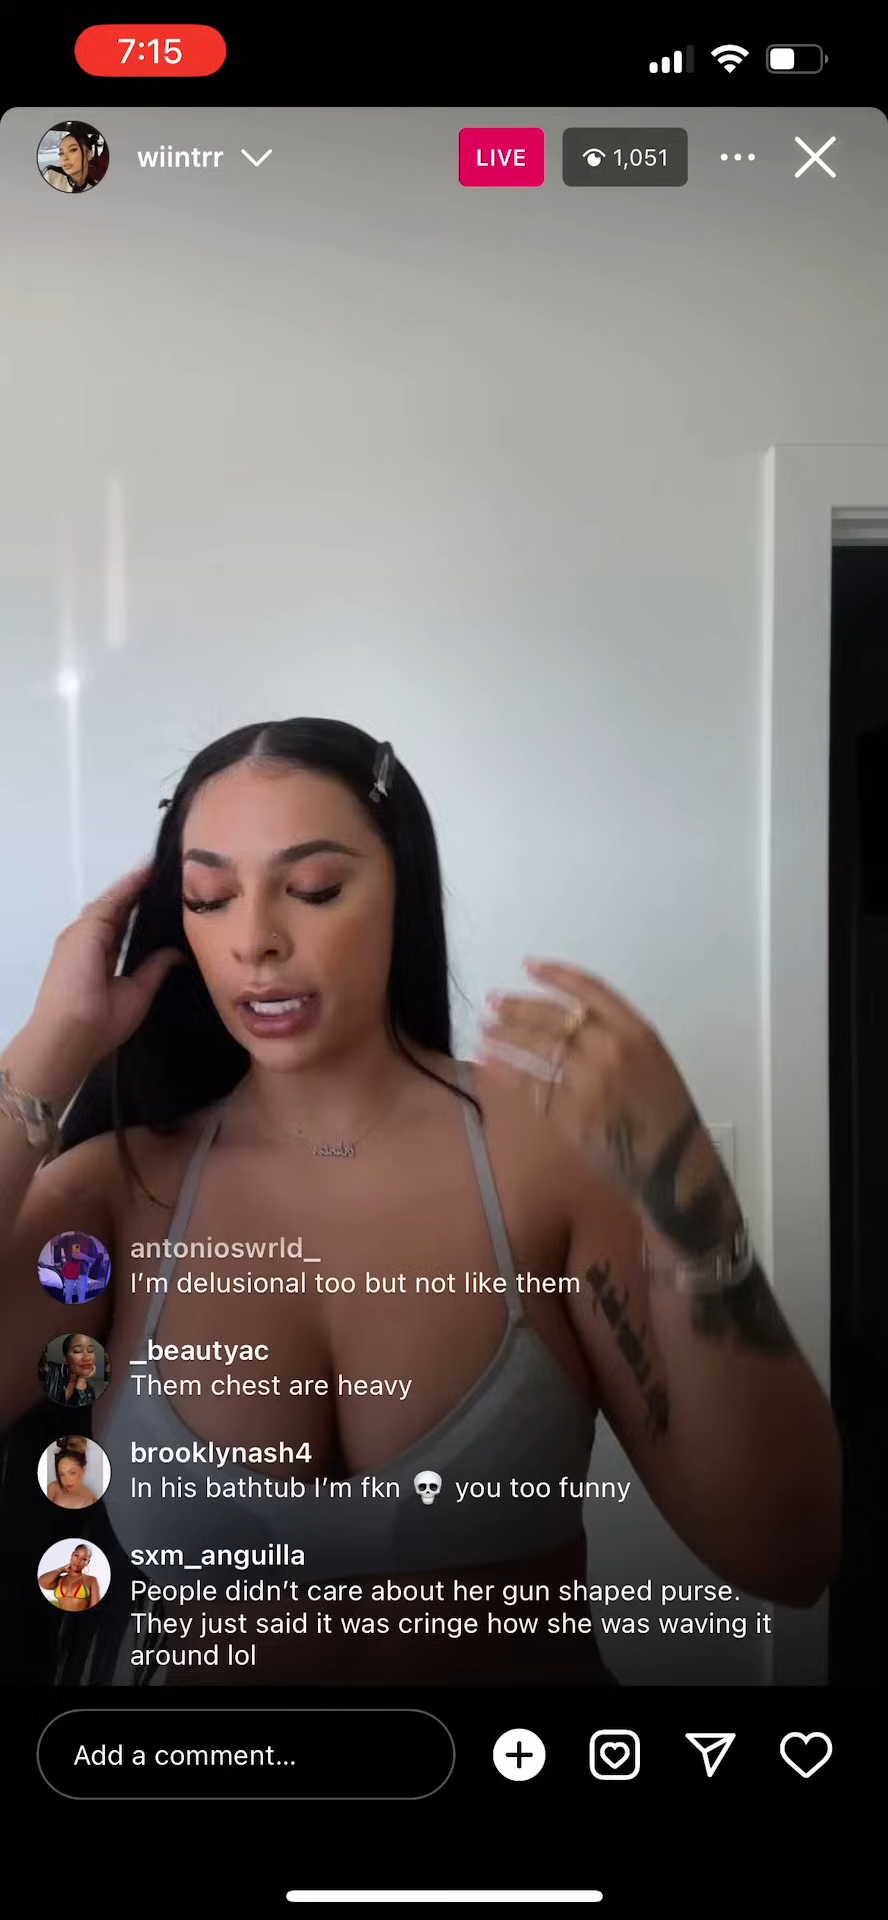 7:15
wiintrr
LIVE
1,051
antonioswrld_
I’m delusional too but not like them
_beautyac
Them chest are heavy
brooklynash4
In his bathtub I’m fkn 💀 you too funny
sxm_anguilla
People didn’t care about her gun shaped purse.
They just said it was cringe how she was waving it
around lol
Add a comment...